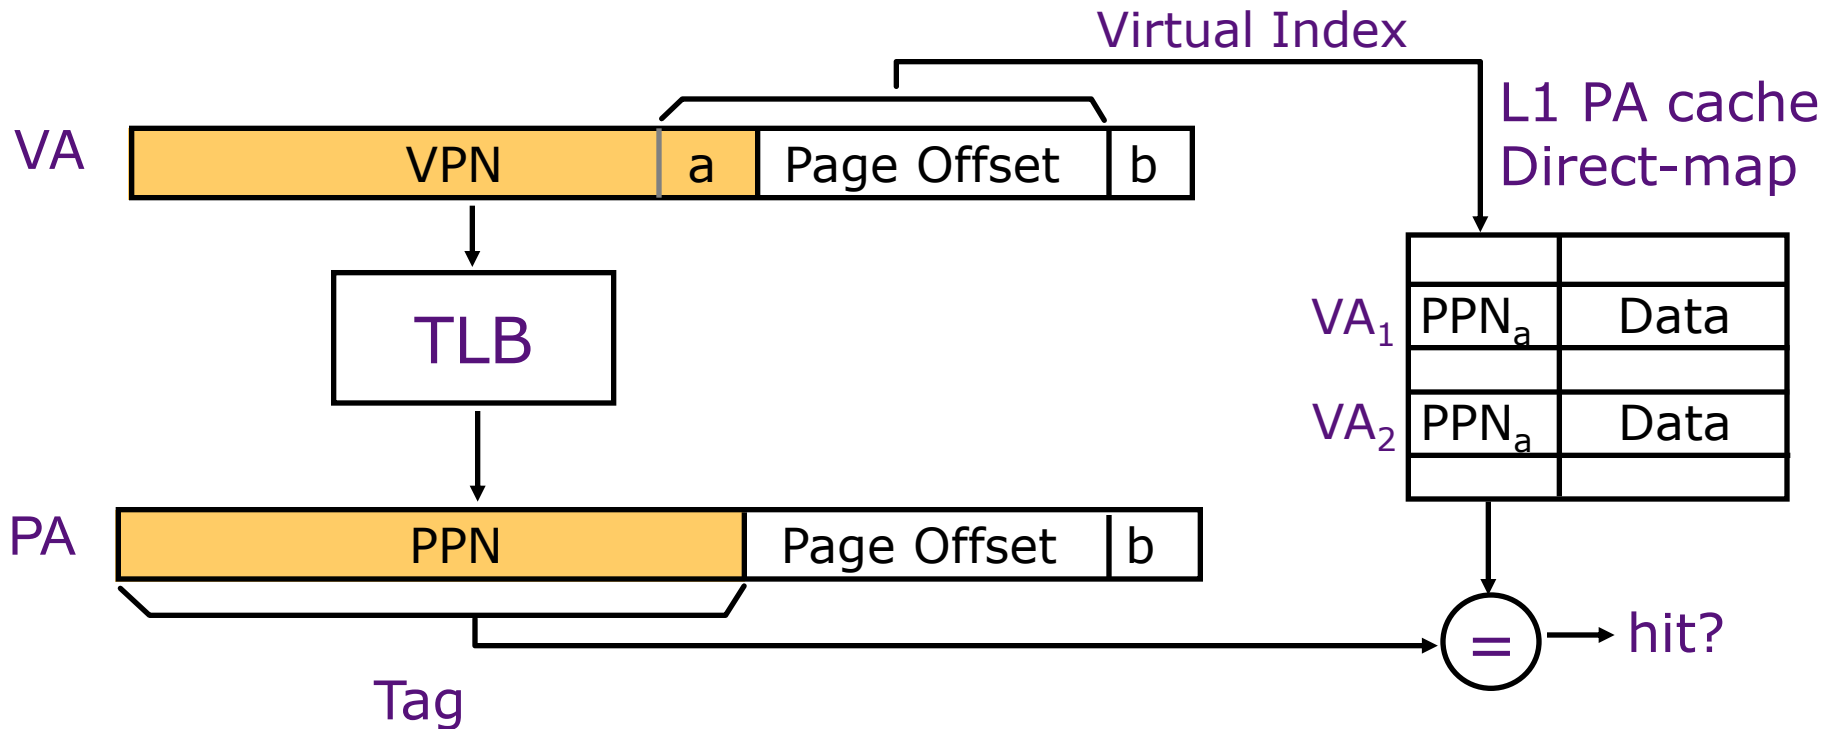 Virtual Index
L1 PA cache
Direct-map
VA
VPN
a
Page Offset
b
TLB
VA₁
PPNₐ
Data
VA₂
PPNₐ
Data
PA
PPN
Page Offset
b
=
hit?
Tag